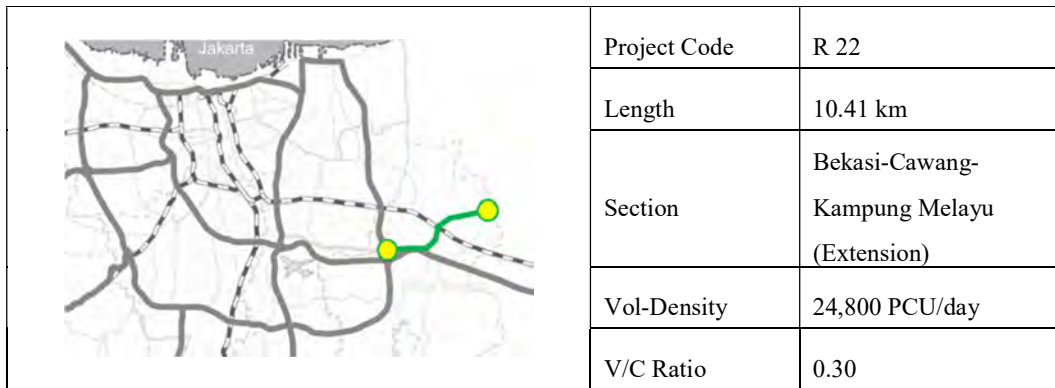 Jakarta
Project Code R 22
Length 10.41 km
Section Bekasi-Cawang-
Kampung Melayu
(Extension)
Vol-Density 24,800 PCU/day
V/C Ratio 0.30